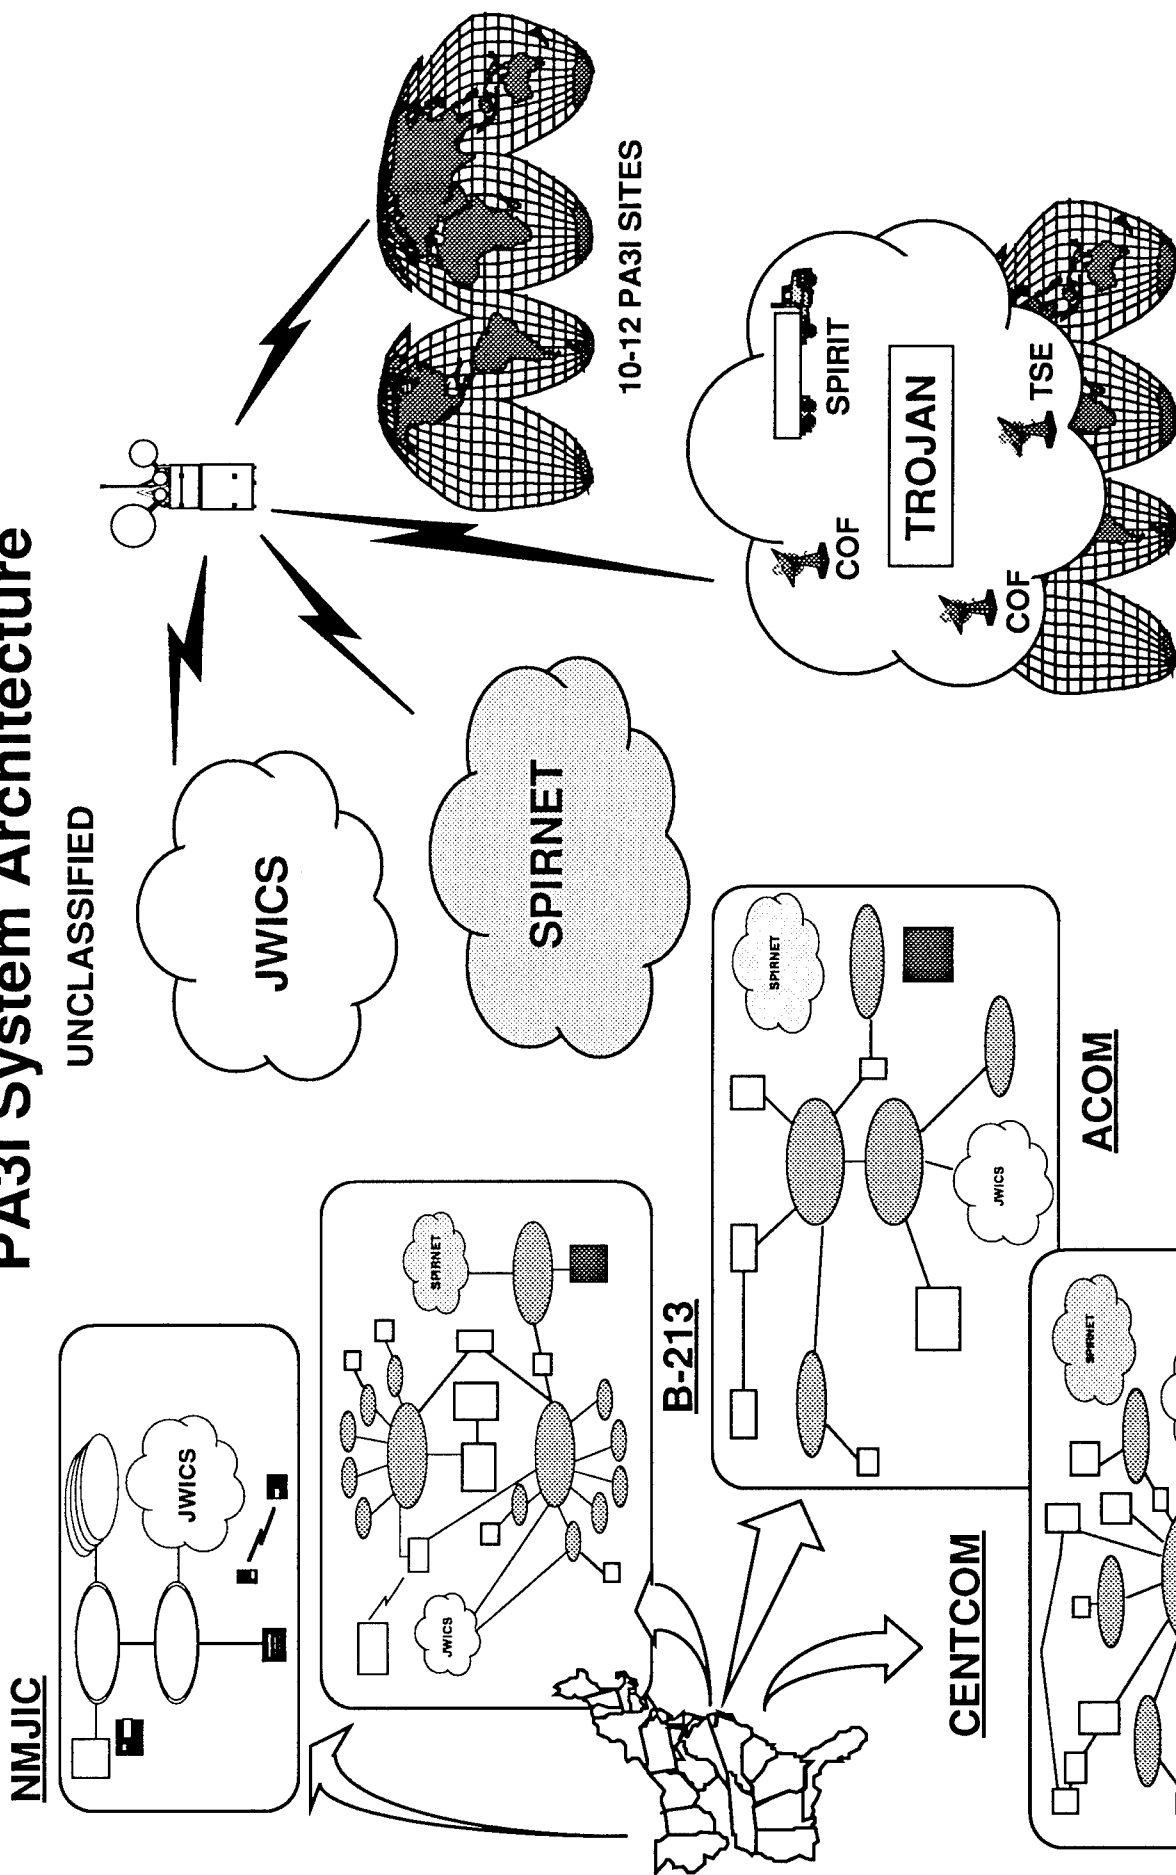 PA3I System Architecture
UNCLASSIFIED
NMJIC
JWICS
JWICS
SPIRNET
JWICS
SPIRNET
B-213
10-12 PA3I SITES
SPIRNET
JWICS
ACOM
COF
SPIRIT
TROJAN
COF
TSE
CENTCOM
SPIRNET